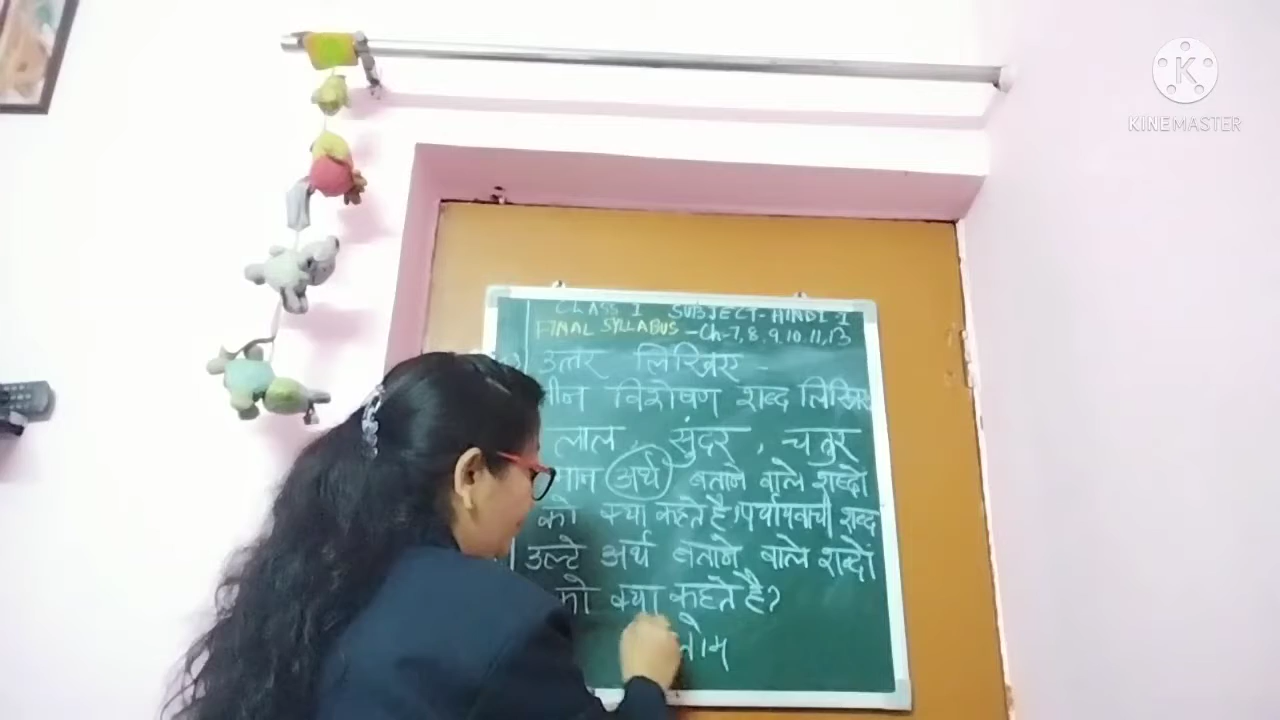 KINEMASTER
CLASS I SUBJECT-HINDI-I
FINAL SYLLABUS - Ch-7, 8, 9, 10, 11, 13
उत्तर लिखिए -
विशेषण शब्द लिखिए
लाल, सुंदर, चतुर
अर्थ बताने वाले शब्दों
को क्या कहते है। पर्यायवाची शब्द
उल्टे अर्थ बताने वाले शब्दों
को क्या कहते है?